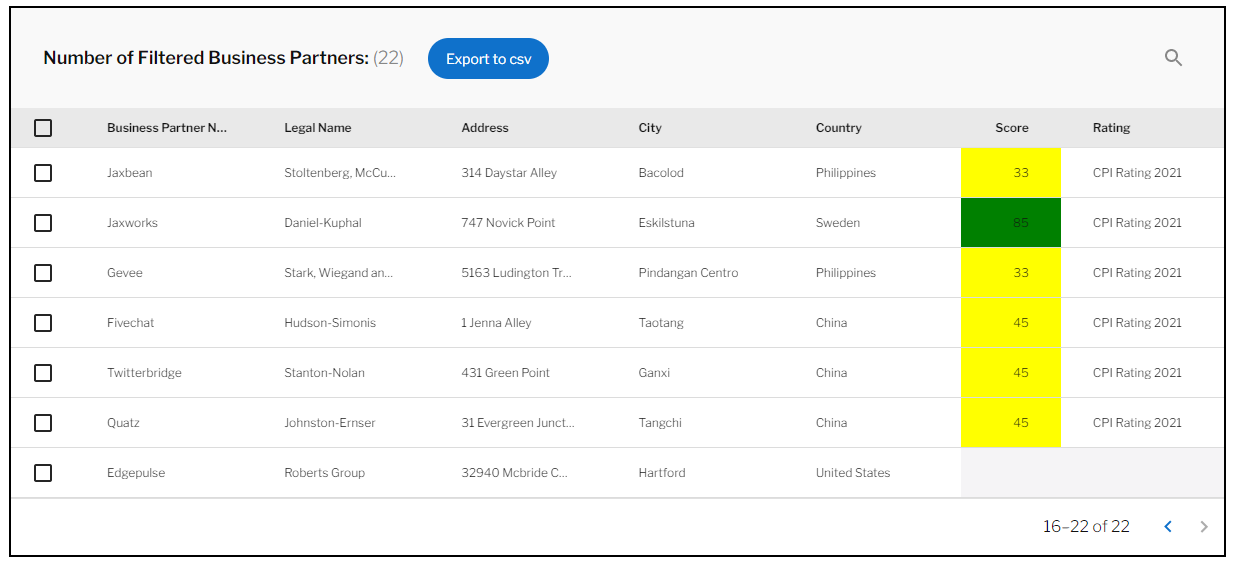 Number of Filtered Business Partners: (22) Export to csv
Business Partner N... Legal Name Address City Country Score Rating
Jaxbean Stoltenberg, McCu... 314 Daystar Alley Bacolod Philippines 33 CPI Rating 2021
Jaxworks Daniel-Kuphal 747 Novick Point Eskilstuna Sweden 85 CPI Rating 2021
Gevee Stark, Wiegand an... 5163 Ludington Tr... Pindangan Centro Philippines 33 CPI Rating 2021
Fivechat Hudson-Simonis 1 Jenna Alley Taotang China 45 CPI Rating 2021
Twitterbridge Stanton-Nolan 431 Green Point Ganxi China 45 CPI Rating 2021
Quatz Johnston-Ernser 31 Evergreen Junct... Tangchi China 45 CPI Rating 2021
Edgepulse Roberts Group 32940 Mcbride C... Hartford United States
16–22 of 22